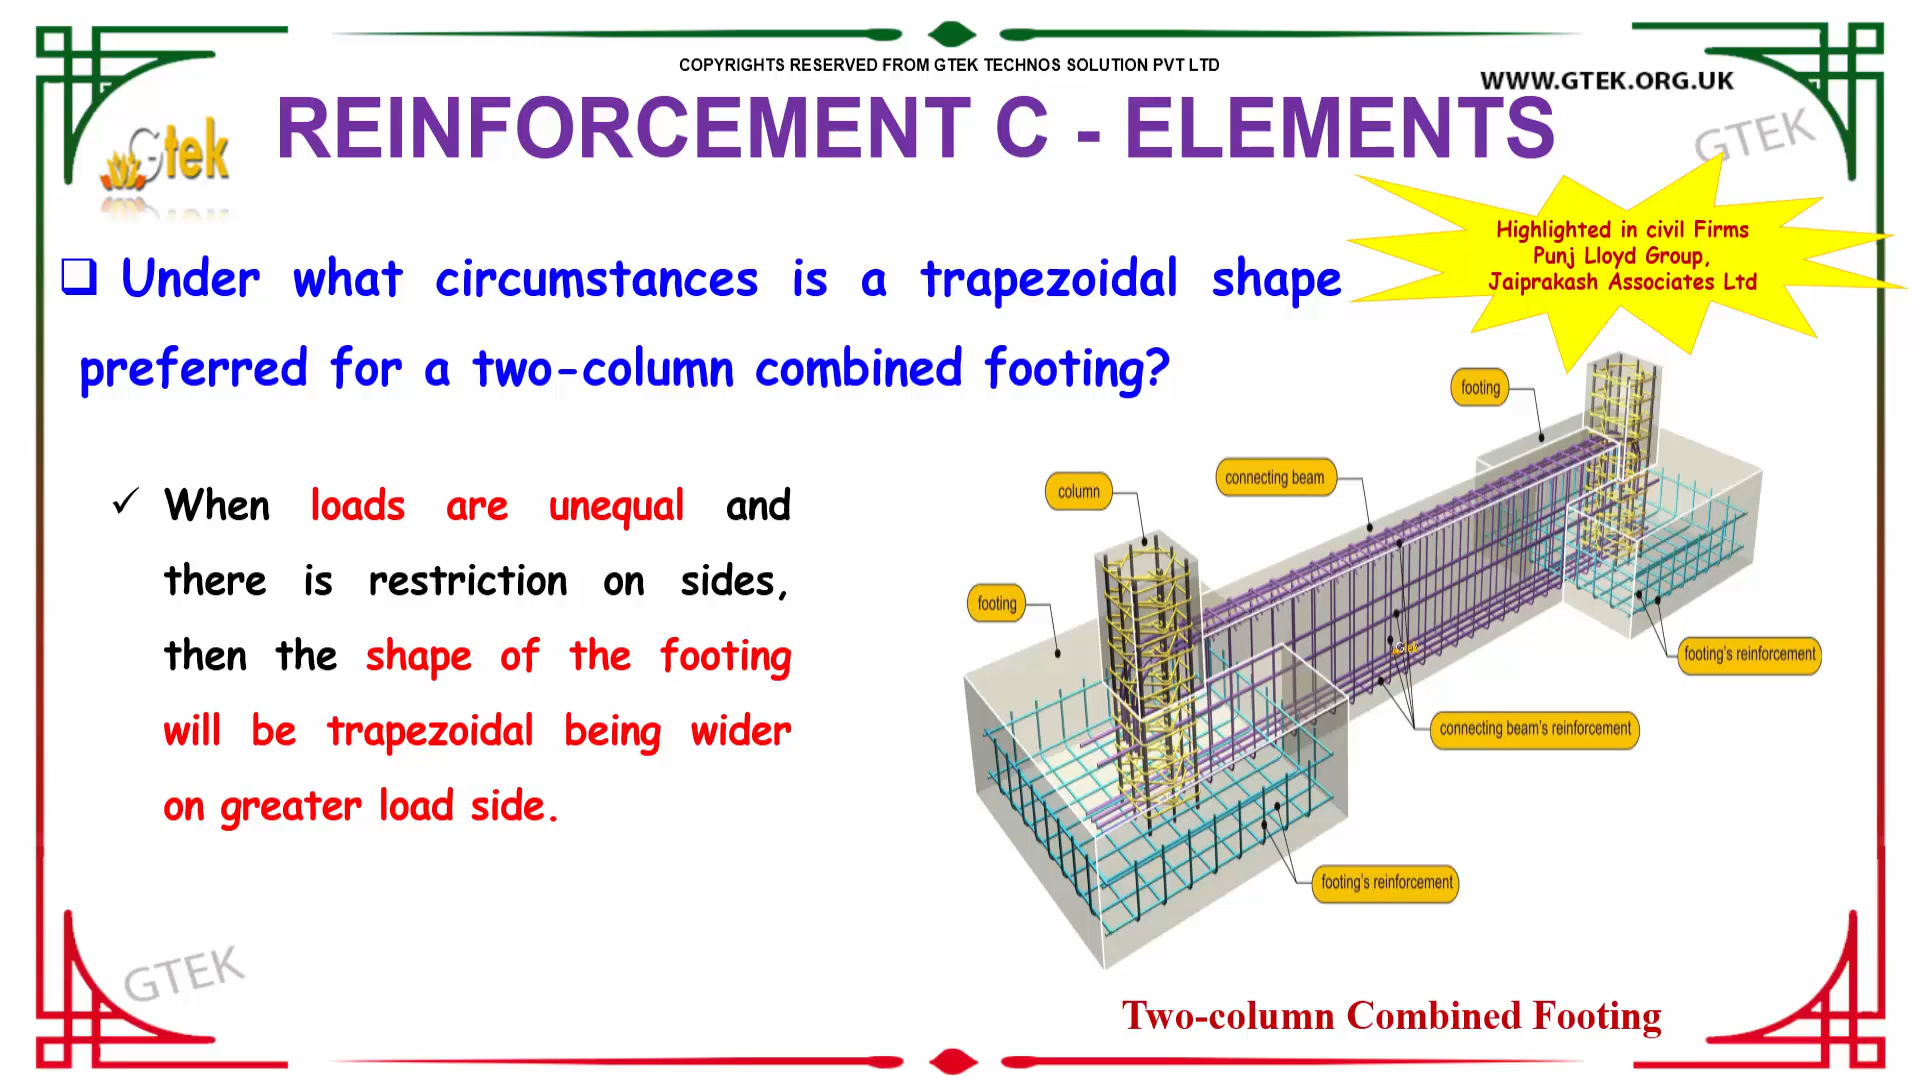 COPYRIGHTS RESERVED FROM GTEK TECHNOS SOLUTION PVT LTD
WWW.GTEK.ORG.UK
Gtek
REINFORCEMENT C - ELEMENTS
GTEK
Highlighted in civil Firms
Punj Lloyd Group,
Jaiprakash Associates Ltd
Under what circumstances is a trapezoidal shape
preferred for a two-column combined footing?
When loads are unequal and
there is restriction on sides,
then the shape of the footing
will be trapezoidal being wider
on greater load side.
footing
connecting beam
column
footing
Gtek
footing's reinforcement
connecting beam's reinforcement
footing's reinforcement
GTEK
Two-column Combined Footing